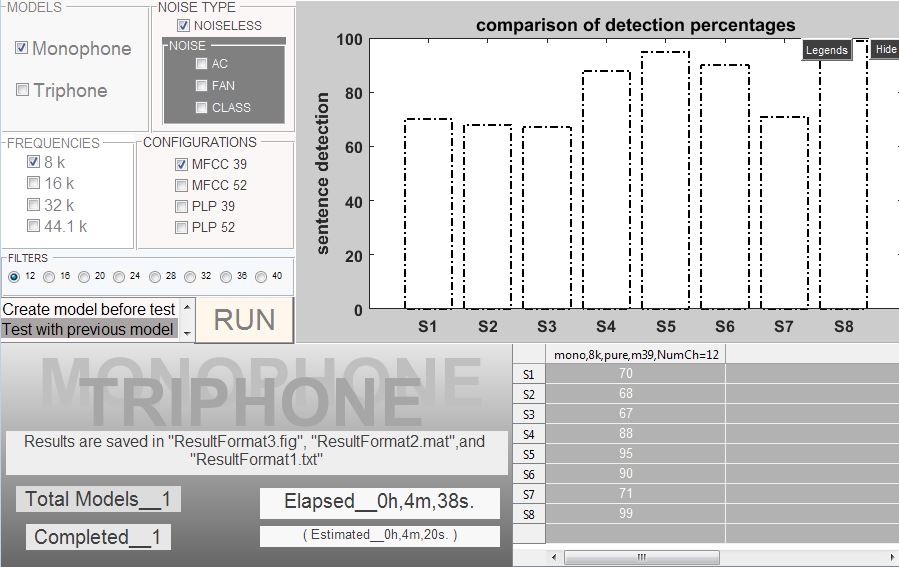 MODELS
Monophone
Triphone
NOISE TYPE
NOISELESS
NOISE
AC
FAN
CLASS
FREQUENCIES
8 k
16 k
32 k
44.1 k
CONFIGURATIONS
MFCC 39
MFCC 52
PLP 39
PLP 52
FILTERS
12 16 20 24 28 32 36 40
Create model before test
Test with previous model
RUN
comparison of detection percentages
Legends
Hide
sentence detection
100
80
60
40
20
0
S1 S2 S3 S4 S5 S6 S7 S8
MONOPHONE
TRIPHONE
Results are saved in "ResultFormat3.fig", "ResultFormat2.mat",and
"ResultFormat1.txt"
Total Models__1
Completed__1
Elapsed__0h,4m,38s.
( Estimated__0h,4m,20s. )
mono,8k,pure,m39,NumCh=12
S1 70
S2 68
S3 67
S4 88
S5 95
S6 90
S7 71
S8 99